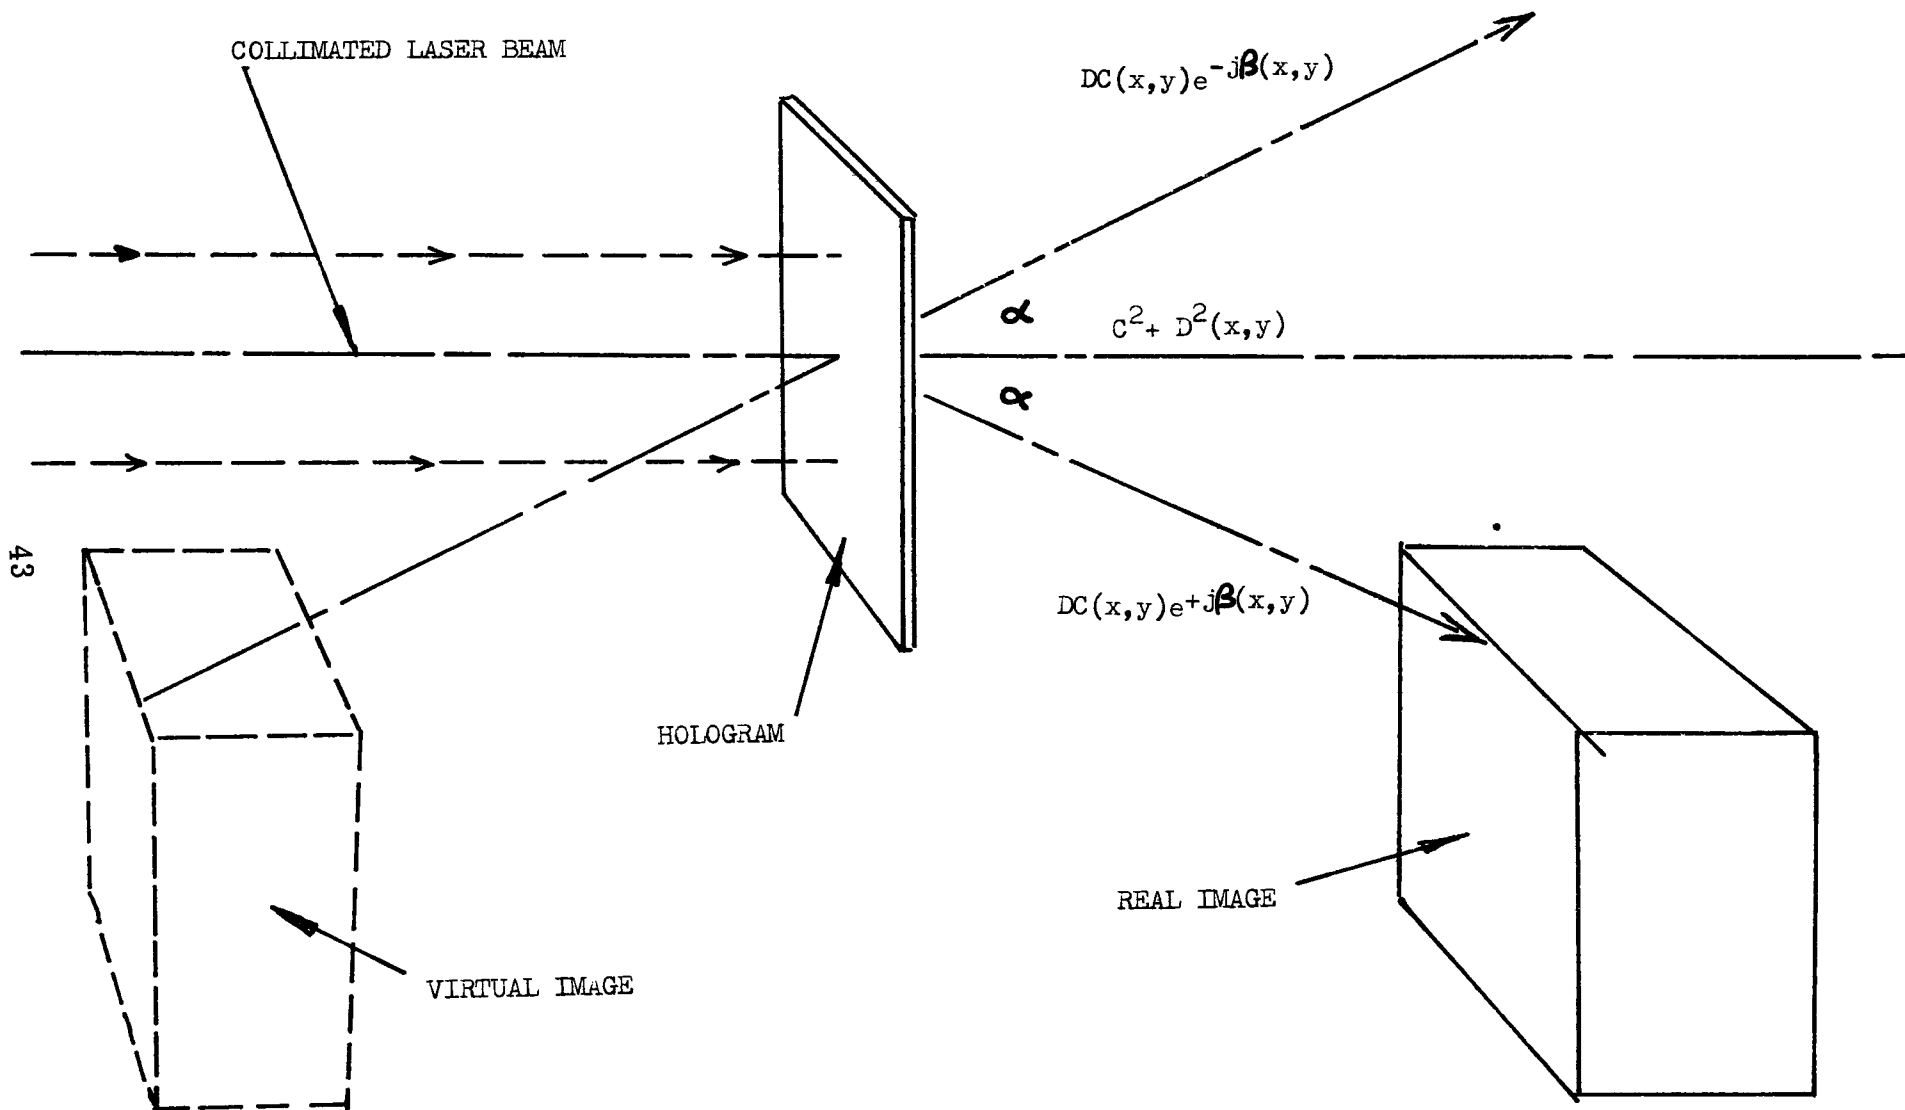 COLLIMATED LASER BEAM
DC(x,y)e^-jβ(x,y)
α
C²+ D²(x,y)
α
43
DC(x,y)e^+jβ(x,y)
HOLOGRAM
REAL IMAGE
VIRTUAL IMAGE